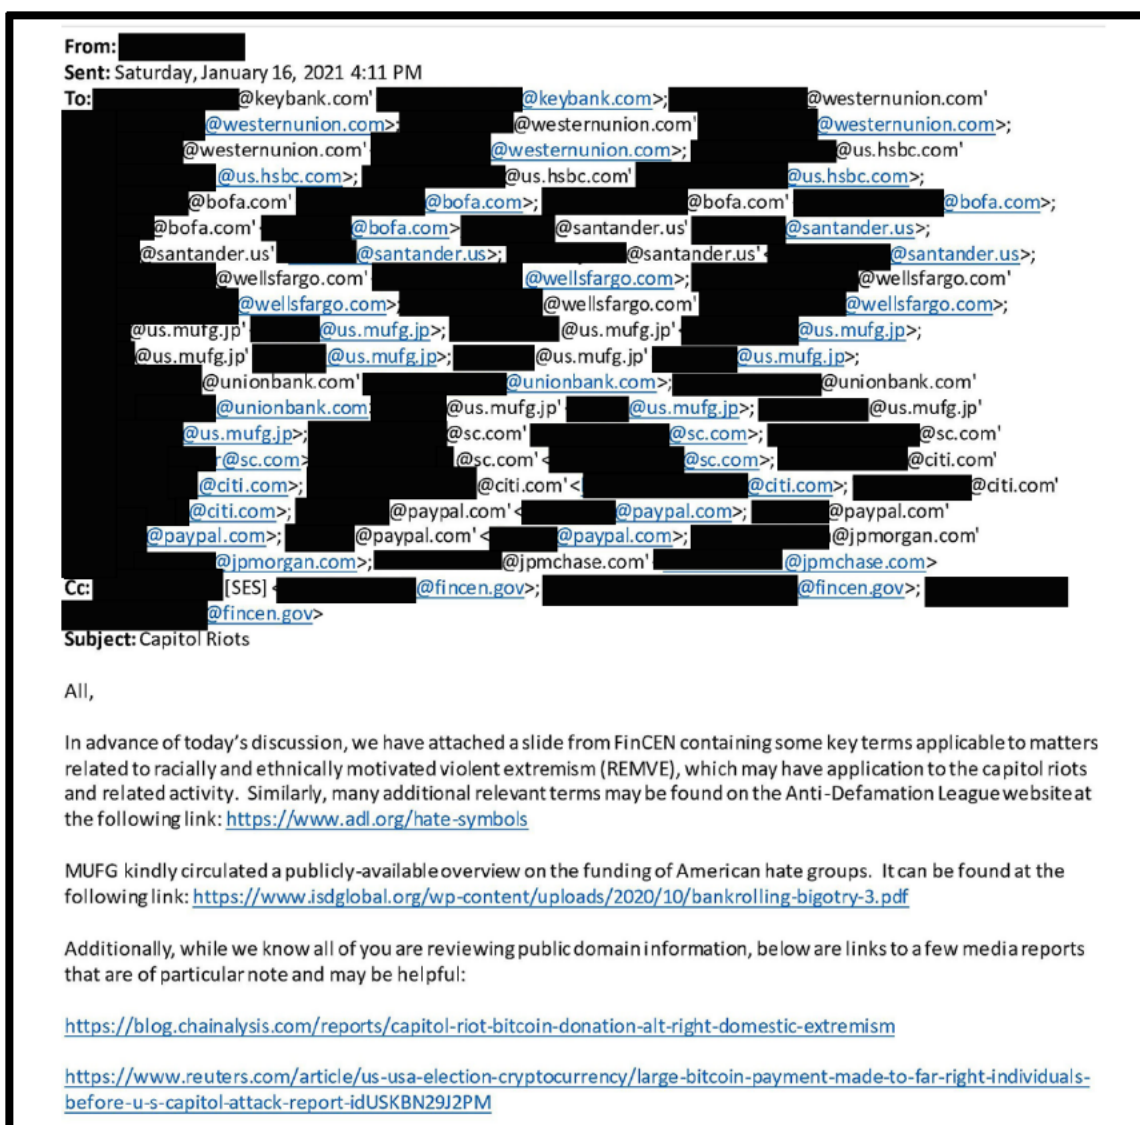 From:
Sent: Saturday, January 16, 2021 4:11 PM
To: @keybank.com' @keybank.com>; @westernunion.com'
@westernunion.com>; @westernunion.com' @westernunion.com>;
@westernunion.com' @westernunion.com>; @us.hsbc.com'
@us.hsbc.com>; @us.hsbc.com' @us.hsbc.com>;
@bofa.com' @bofa.com>; @bofa.com' @bofa.com>;
@bofa.com' @bofa.com> @santander.us' @santander.us>;
@santander.us' @santander.us>; @santander.us' @santander.us>;
@wellsfargo.com' @wellsfargo.com>; @wellsfargo.com'
@wellsfargo.com>; @wellsfargo.com' @wellsfargo.com>;
@us.mufg.jp' @us.mufg.jp>; @us.mufg.jp' @us.mufg.jp>;
@us.mufg.jp' @us.mufg.jp>; @us.mufg.jp' @us.mufg.jp>;
@unionbank.com' @unionbank.com>; @unionbank.com'
@unionbank.com @us.mufg.jp' @us.mufg.jp>; @us.mufg.jp'
@us.mufg.jp>; @sc.com' @sc.com>; @sc.com'
r@sc.com> @sc.com' < @sc.com>; @citi.com'
@citi.com>; @citi.com' < @citi.com>; @citi.com'
@citi.com>; @paypal.com' < @paypal.com>; @paypal.com'
@paypal.com>; @paypal.com' < @paypal.com>; @jpmorgan.com'
@jpmorgan.com>; @jpmchase.com' @jpmchase.com>
Cc: [SES] < @fincen.gov>; @fincen.gov>;
@fincen.gov>
Subject: Capitol Riots
All,
In advance of today's discussion, we have attached a slide from FinCEN containing some key terms applicable to matters
related to racially and ethnically motivated violent extremism (REMVE), which may have application to the capitol riots
and related activity. Similarly, many additional relevant terms may be found on the Anti-Defamation League website at
the following link: https://www.adl.org/hate-symbols
MUFG kindly circulated a publicly-available overview on the funding of American hate groups. It can be found at the
following link: https://www.isdglobal.org/wp-content/uploads/2020/10/bankrolling-bigotry-3.pdf
Additionally, while we know all of you are reviewing public domain information, below are links to a few media reports
that are of particular note and may be helpful:
https://blog.chainalysis.com/reports/capitol-riot-bitcoin-donation-alt-right-domestic-extremism
https://www.reuters.com/article/us-usa-election-cryptocurrency/large-bitcoin-payment-made-to-far-right-individuals-
before-u-s-capitol-attack-report-idUSKBN29J2PM